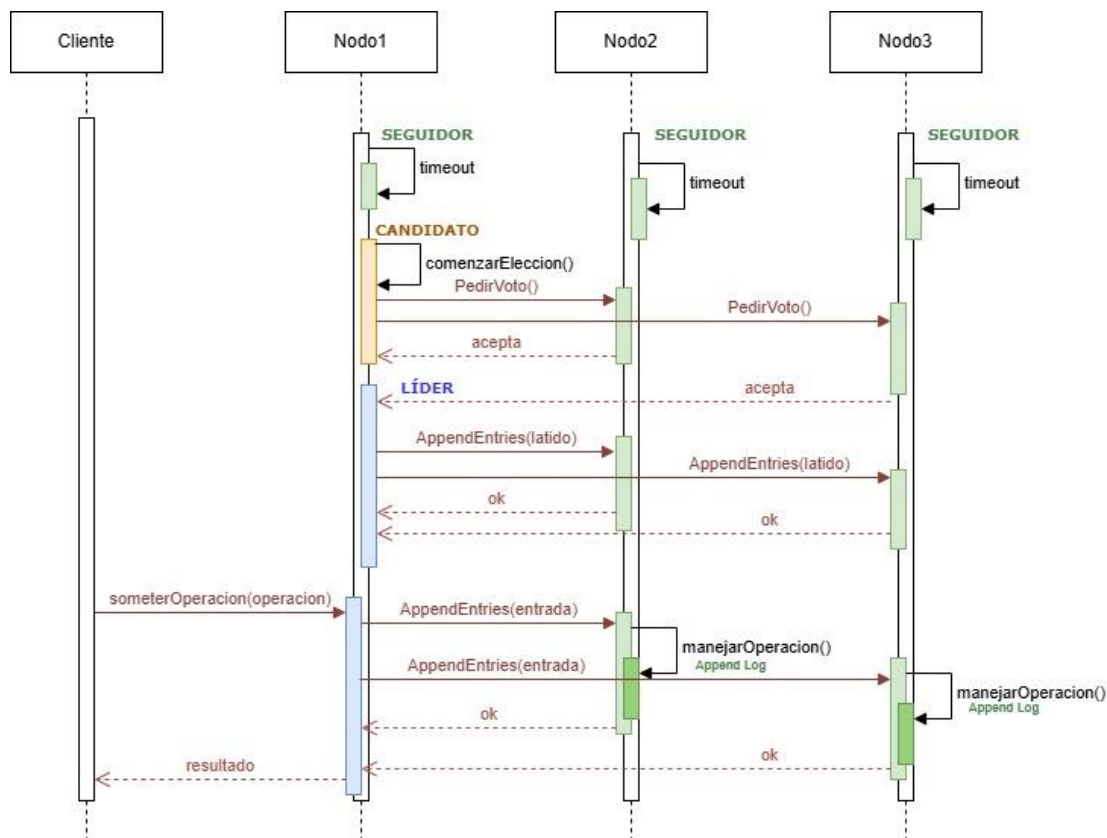 Cliente
Nodo1
Nodo2
Nodo3
SEGUIDOR
SEGUIDOR
SEGUIDOR
timeout
timeout
timeout
CANDIDATO
comenzarEleccion()
PedirVoto()
PedirVoto()
acepta
LÍDER
acepta
AppendEntries(latido)
AppendEntries(latido)
ok
ok
someterOperacion(operacion)
AppendEntries(entrada)
manejarOperacion()
Append Log
AppendEntries(entrada)
manejarOperacion()
Append Log
ok
ok
resultado